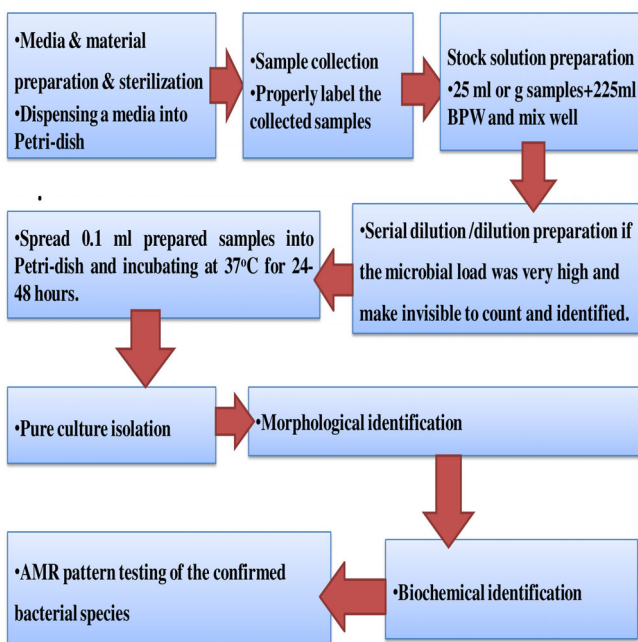 •Media & material
preparation & sterilization
•Dispensing a media into
Petri-dish
•Sample collection
•Properly label the
collected samples
Stock solution preparation
•25 ml or g samples+225ml
BPW and mix well
•Serial dilution /dilution preparation if
the microbial load was very high and
make invisible to count and identified.
•
•Spread 0.1 ml prepared samples into
Petri-dish and incubating at 37ᵒC for 24-
48 hours.
•Pure culture isolation
•Morphological identification
•Biochemical identification
•AMR pattern testing of the confirmed
bacterial species